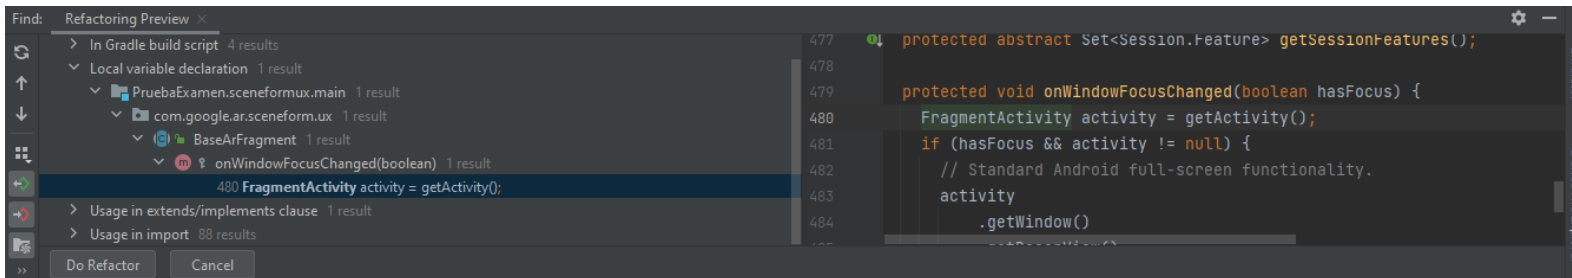 Find: Refactoring Preview
In Gradle build script 4 results
Local variable declaration 1 result
PruebaExamen.sceneformux.main 1 result
com.google.ar.sceneform.ux 1 result
BaseArFragment 1 result
onWindowFocusChanged(boolean) 1 result
480 FragmentActivity activity = getActivity();
Usage in extends/implements clause 1 result
Usage in import 88 results
Do Refactor Cancel
477 protected abstract Set<Session.Feature> getSessionFeatures();
478
479 protected void onWindowFocusChanged(boolean hasFocus) {
480 FragmentActivity activity = getActivity();
481 if (hasFocus && activity != null) {
482 // Standard Android full-screen functionality.
483 activity
484 .getWindow()